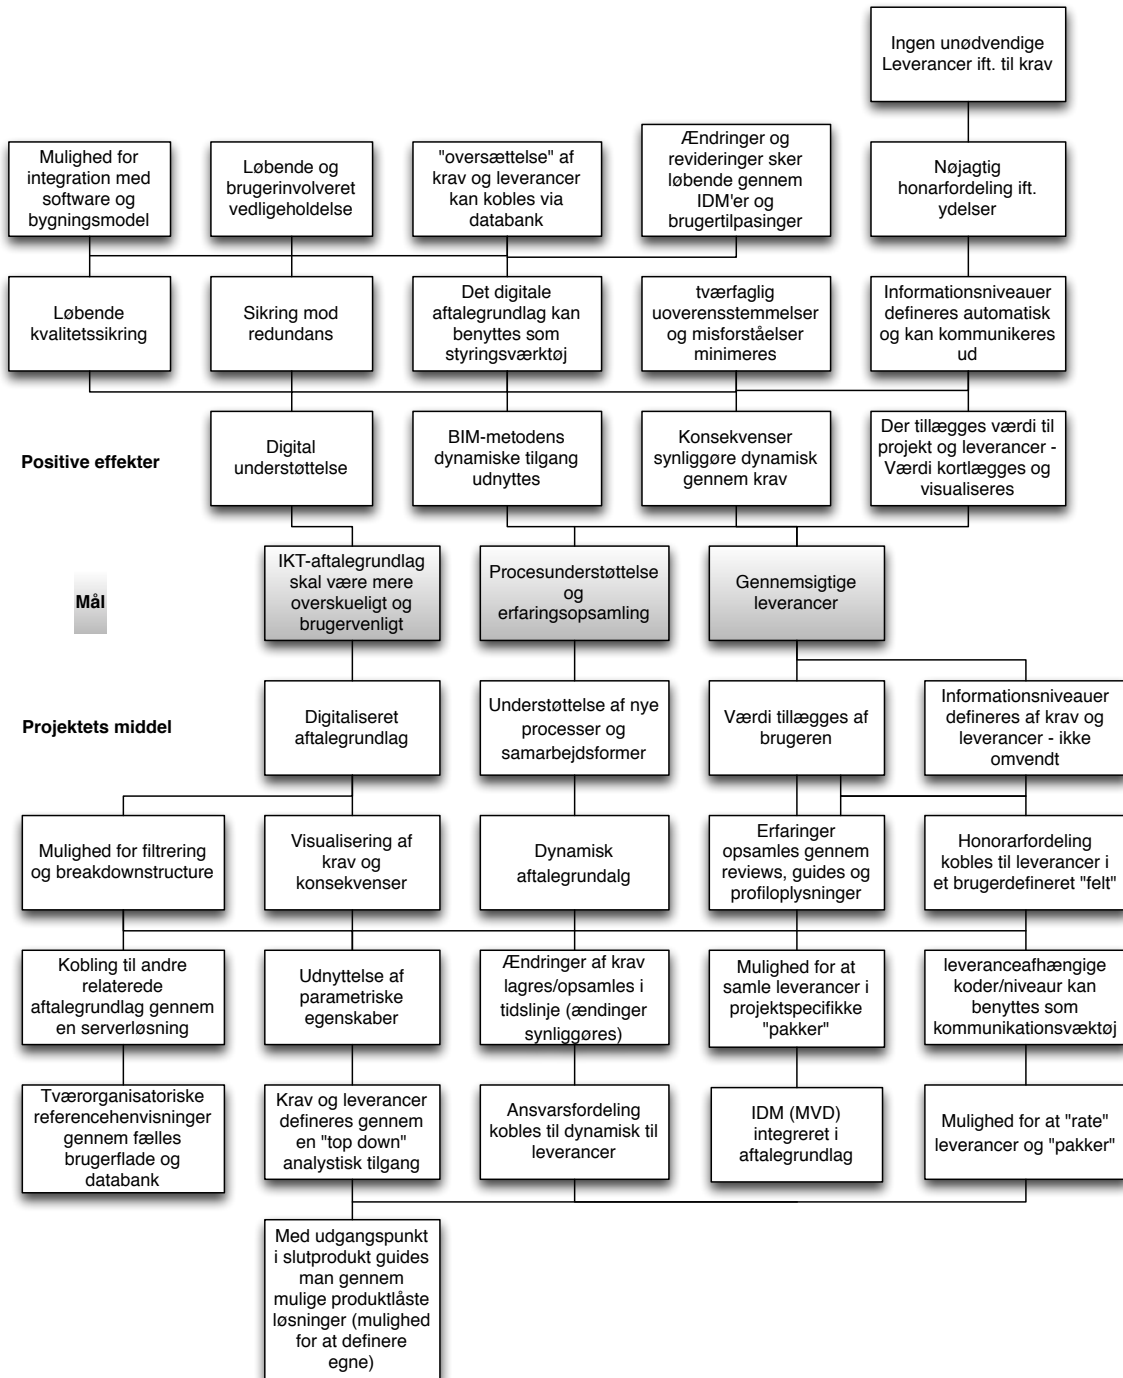 Ingen unødvendige
Leverancer ift. til krav
Mulighed for
integration med
software og
bygningsmodel
Løbende og
brugerinvolveret
vedligeholdelse
"oversættelse" af
krav og leverancer
kan kobles via
databank
Ændringer og
revideringer sker
løbende gennem
IDM'er og
brugertilpasinger
Nøjagtig
honarfordeling ift.
ydelser
Løbende
kvalitetssikring
Sikring mod
redundans
Det digitale
aftalegrundlag kan
benyttes som
styringsværktøj
tværfaglig
uoverensstemmelser
og misforståelser
minimeres
Informationsniveauer
defineres automatisk
og kan kommunikeres
ud
Positive effekter
Digital
understøttelse
BIM-metodens
dynamiske tilgang
udnyttes
Konsekvenser
synliggøre dynamisk
gennem krav
Der tillægges værdi til
projekt og leverancer -
Værdi kortlægges og
visualiseres
Mål
IKT-aftalegrundlag
skal være mere
overskueligt og
brugervenligt
Procesunderstøttelse
og
erfaringsopsamling
Gennemsigtige
leverancer
Projektets middel
Digitaliseret
aftalegrundlag
Understøttelse af nye
processer og
samarbejdsformer
Værdi tillægges af
brugeren
Informationsniveauer
defineres af krav og
leverancer - ikke
omvendt
Mulighed for filtrering
og breakdownstructure
Visualisering af
krav og
konsekvenser
Dynamisk
aftalegrundalg
Erfaringer
opsamles gennem
reviews, guides og
profiloplysninger
Honorarfordeling
kobles til leverancer i
et brugerdefineret "felt"
Kobling til andre
relaterede
aftalegrundlag gennem
en serverløsning
Udnyttelse af
parametriske
egenskaber
Ændringer af krav
lagres/opsamles i
tidslinje (ændinger
synliggøres)
Mulighed for at
samle leverancer i
projektspecifikke
"pakker"
leveranceafhængige
koder/niveaur kan
benyttes som
kommunikationsvæktøj
Tværorganisatoriske
referencehenvisninger
gennem fælles
brugerflade og
databank
Krav og leverancer
defineres gennem
en "top down"
analystisk tilgang
Ansvarsfordeling
kobles til dynamisk til
leverancer
IDM (MVD)
integreret i
aftalegrundlag
Mulighed for at "rate"
leverancer og "pakker"
Med udgangspunkt
i slutprodukt guides
man gennem
mulige produktlåste
løsninger (mulighed
for at definere
egne)